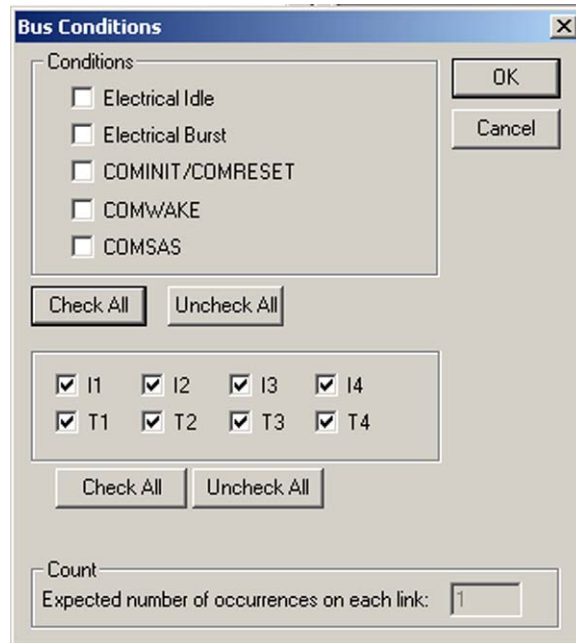 Bus Conditions
Conditions
OK
Electrical Idle
Electrical Burst
Cancel
COMINIT/COMRESET
COMWAKE
COMSAS
Check All Uncheck All
I1 I2 I3 I4
T1 T2 T3 T4
Check All Uncheck All
Count
Expected number of occurrences on each link: 1